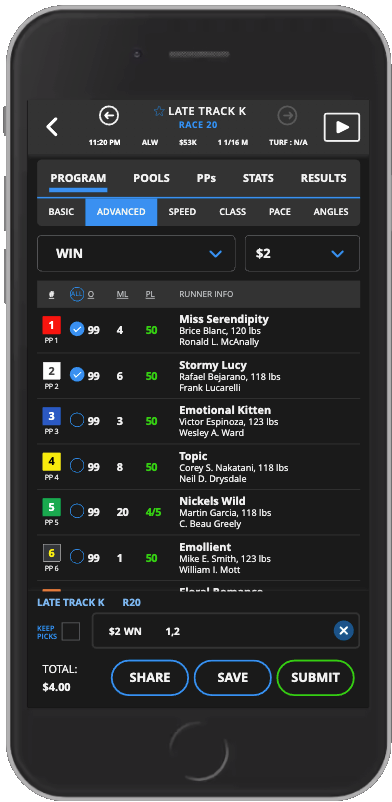 LATE TRACK K
RACE 20
11:20 PM ALW $53K 1 1/16 M TURF : N/A
PROGRAM POOLS PPs STATS RESULTS
BASIC ADVANCED SPEED CLASS PACE ANGLES
WIN $2
# ALL O ML PL RUNNER INFO
1 99 4 50 Miss Serendipity
PP 1 Brice Blanc, 120 lbs
Ronald L. McAnally
2 99 6 50 Stormy Lucy
PP 2 Rafael Bejarano, 118 lbs
Frank Lucarelli
3 99 3 50 Emotional Kitten
PP 3 Victor Espinoza, 123 lbs
Wesley A. Ward
4 99 8 50 Topic
PP 4 Corey S. Nakatani, 118 lbs
Neil D. Drysdale
5 99 20 4/5 Nickels Wild
PP 5 Martin Garcia, 118 lbs
C. Beau Greely
6 99 1 50 Emollient
PP 6 Mike E. Smith, 123 lbs
William I. Mott
Floral Romance
LATE TRACK K R20
KEEP PICKS $2 WN 1,2
TOTAL:
$4.00
SHARE SAVE SUBMIT